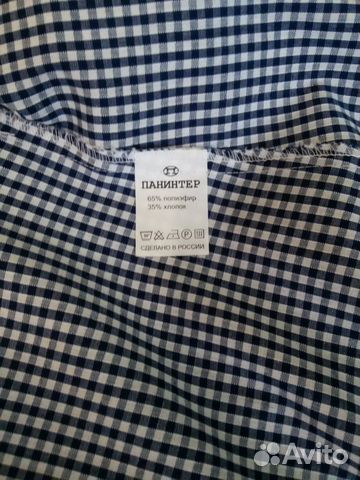 ПАНИНТЕР
65% полиэфир
35% хлопок
СДЕЛАНО В РОССИИ
Avito